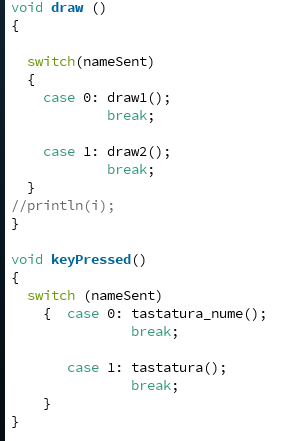 void draw ()
{
switch(nameSent)
{
case 0: draw1();
break;
case 1: draw2();
break;
}
//println(i);
}
void keyPressed()
{
switch (nameSent)
{ case 0: tastatura_nume();
break;
case 1: tastatura();
break;
}
}